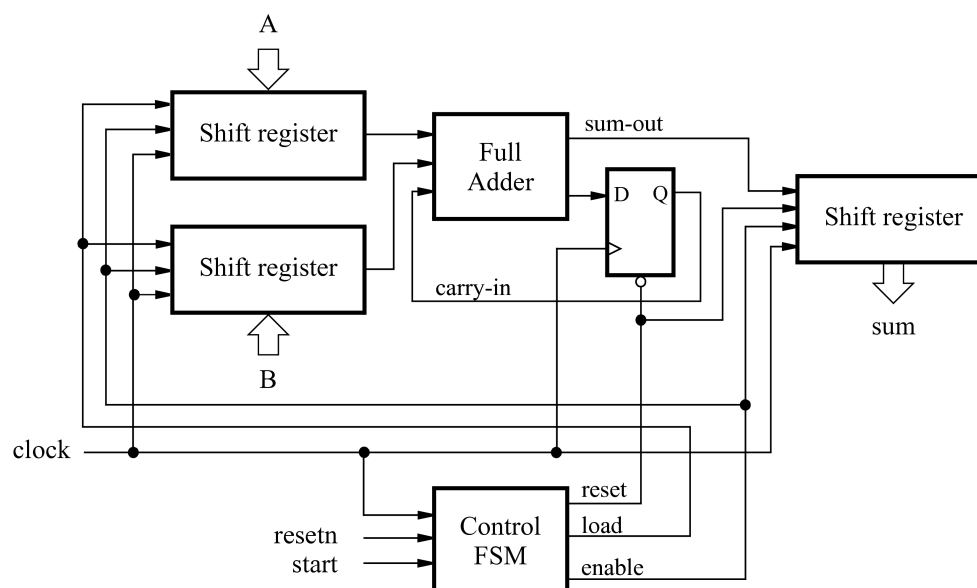 A
Shift register
sum-out
Full
Adder
D
Q
Shift register
Shift register
carry-in
sum
B
clock
reset
resetn
Control
FSM
load
start
enable